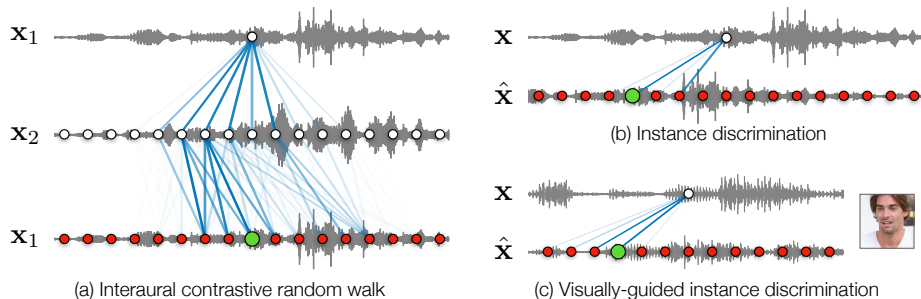 x₁
x₂
x₁
(a) Interaural contrastive random walk
x
x̂
(b) Instance discrimination
x
x̂
(c) Visually-guided instance discrimination